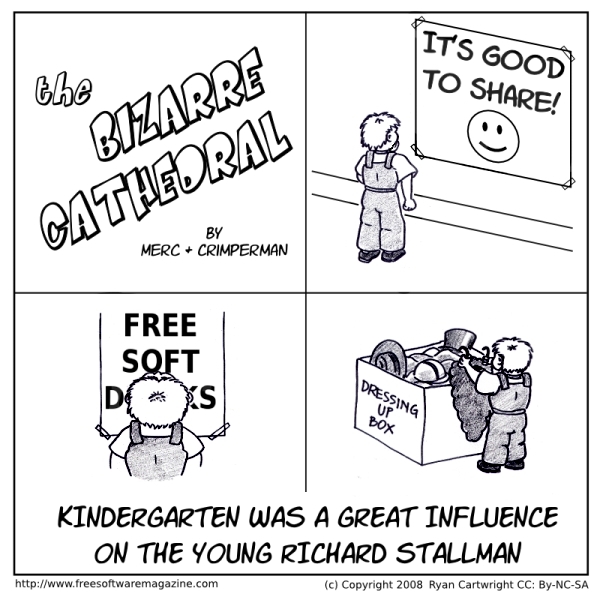 the
BIZARRE
CATHEDRAL
BY
MERC + CRIMPERMAN
IT'S GOOD
TO SHARE!
FREE
SOFT
D KS
DRESSING
UP
BOX
KINDERGARTEN WAS A GREAT INFLUENCE
ON THE YOUNG RICHARD STALLMAN
http://www.freesoftwaremagazine.com
(c) Copyright 2008 Ryan Cartwright CC: By-NC-SA